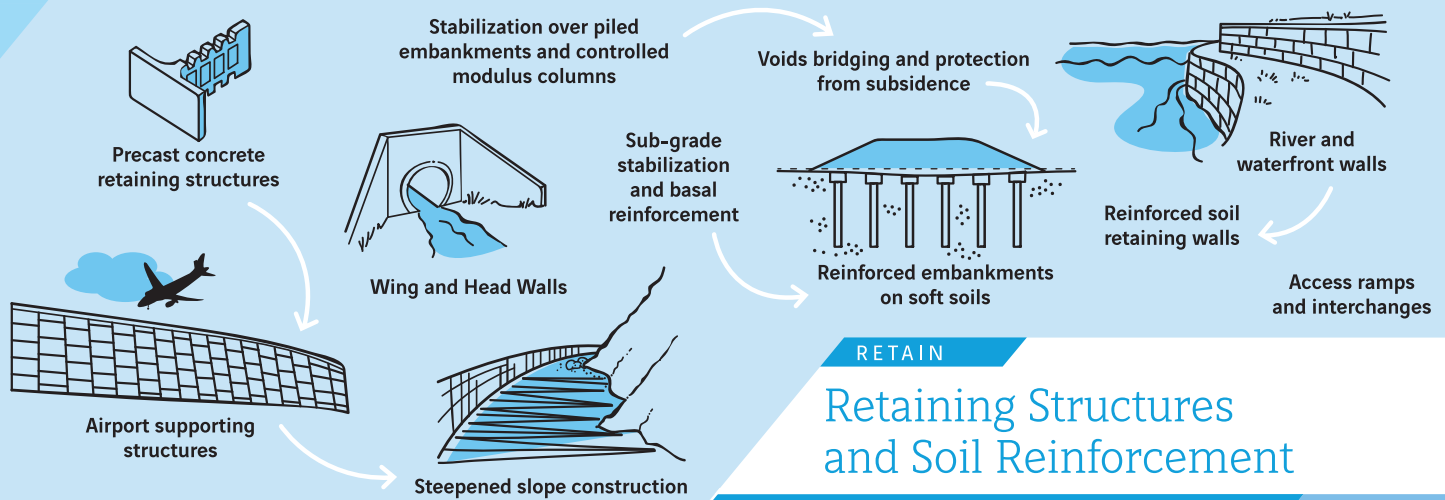 Stabilization over piled
embankments and controlled
modulus columns
Voids bridging and protection
from subsidence
Precast concrete
retaining structures
Sub-grade
stabilization
and basal
reinforcement
River and
waterfront walls
Reinforced soil
retaining walls
Wing and Head Walls
Reinforced embankments
on soft soils
Access ramps
and interchanges
Airport supporting
structures
Steepened slope construction
RETAIN
Retaining Structures
and Soil Reinforcement